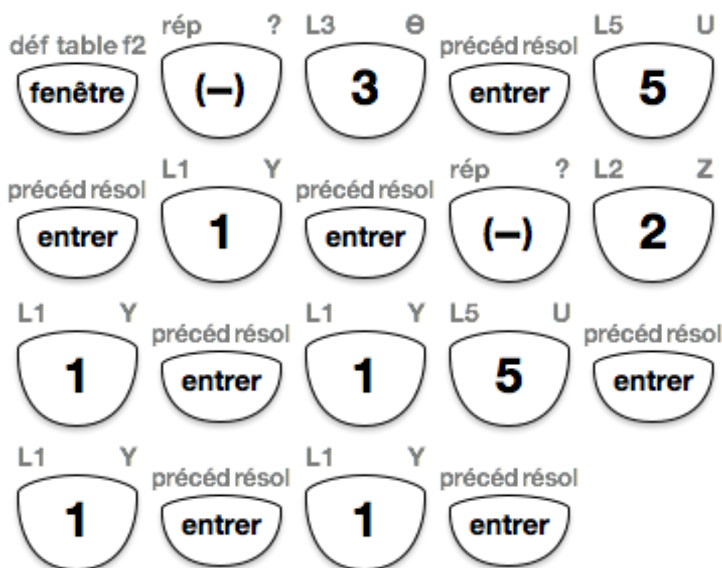 rép ? L3 Θ L5 U
déf table f2 précéd résol
fenêtre (−) 3 entrer 5
L1 Y rép ? L2 Z
précéd résol précéd résol
entrer 1 entrer (−) 2
L1 Y L1 Y L5 U
précéd résol précéd résol
1 entrer 1 5 entrer
L1 Y L1 Y
précéd résol précéd résol
1 entrer 1 entrer